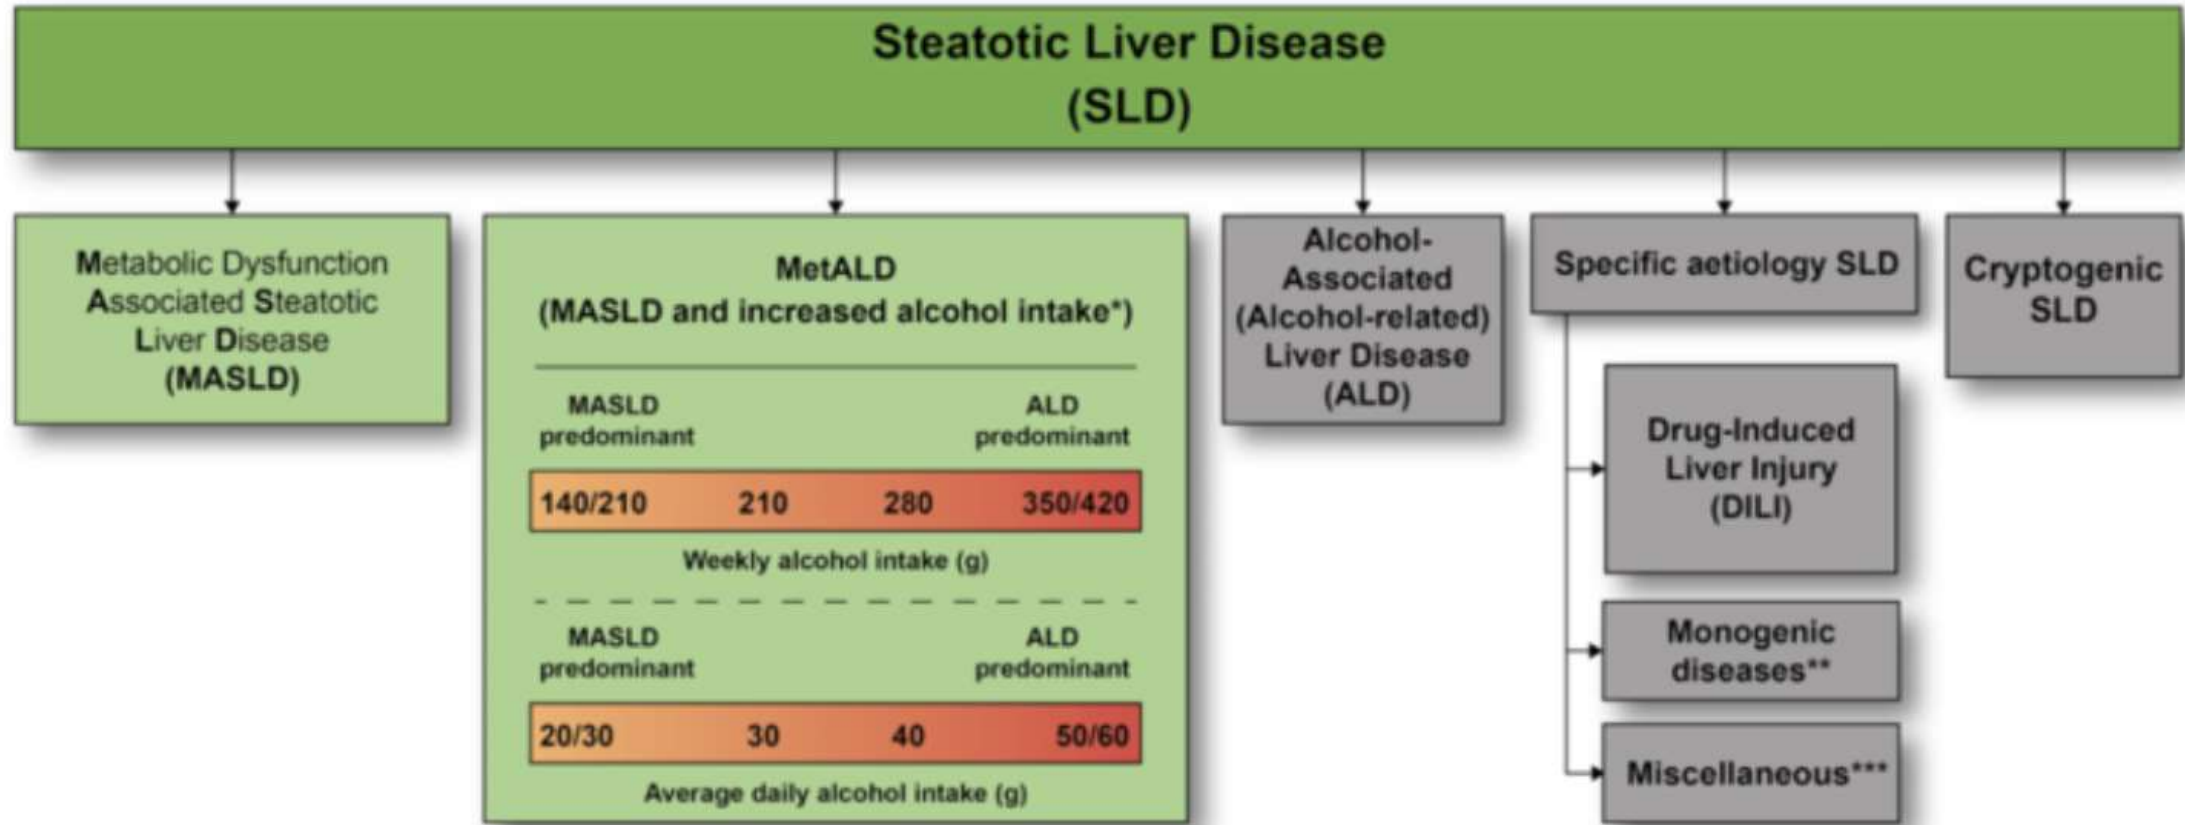 Steatotic Liver Disease
(SLD)
Metabolic Dysfunction
Associated Steatotic
Liver Disease
(MASLD)
MetALD
(MASLD and increased alcohol intake*)
MASLD
predominant
ALD
predominant
140/210 210 280 350/420
Weekly alcohol intake (g)
MASLD
predominant
ALD
predominant
20/30 30 40 50/60
Average daily alcohol intake (g)
Alcohol-
Associated
(Alcohol-related)
Liver Disease
(ALD)
Specific aetiology SLD
Drug-Induced
Liver Injury
(DILI)
Monogenic
diseases**
Miscellaneous***
Cryptogenic
SLD